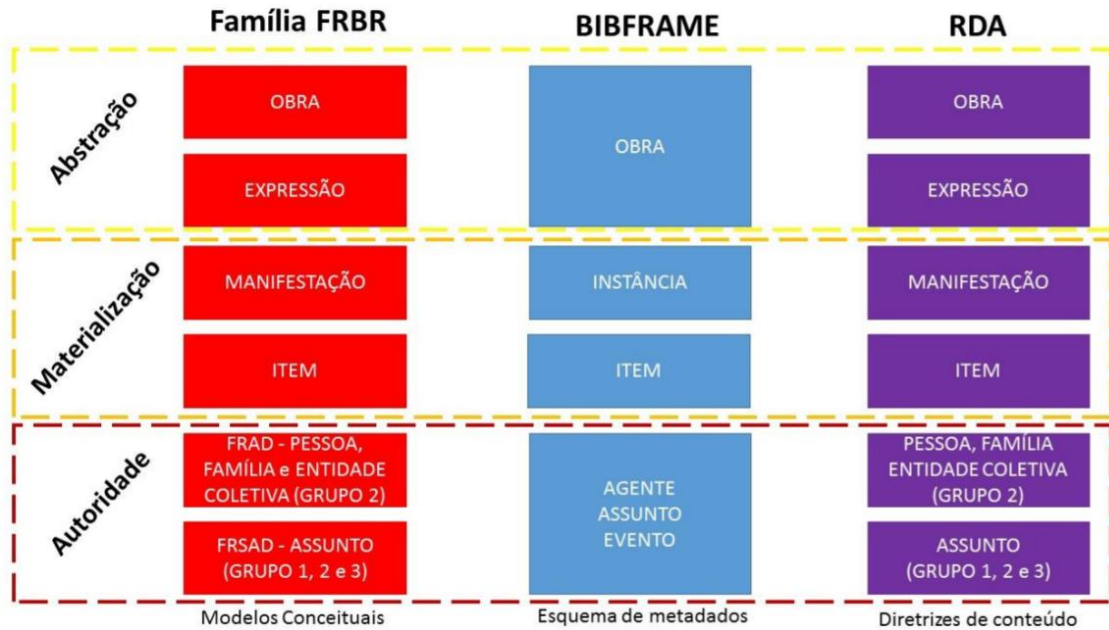 Família FRBR
BIBFRAME
RDA
Abstração
OBRA
OBRA
OBRA
EXPRESSÃO
EXPRESSÃO
Materialização
MANIFESTAÇÃO
INSTÂNCIA
MANIFESTAÇÃO
ITEM
ITEM
ITEM
Autoridade
FRAD - PESSOA,
FAMÍLIA e ENTIDADE
COLETIVA (GRUPO 2)
AGENTE
ASSUNTO
EVENTO
PESSOA, FAMÍLIA
ENTIDADE COLETIVA
(GRUPO 2)
FRSAD - ASSUNTO
(GRUPO 1, 2 e 3)
ASSUNTO
(GRUPO 1, 2 e 3)
Modelos Conceituais
Esquema de metadados
Diretrizes de conteúdo